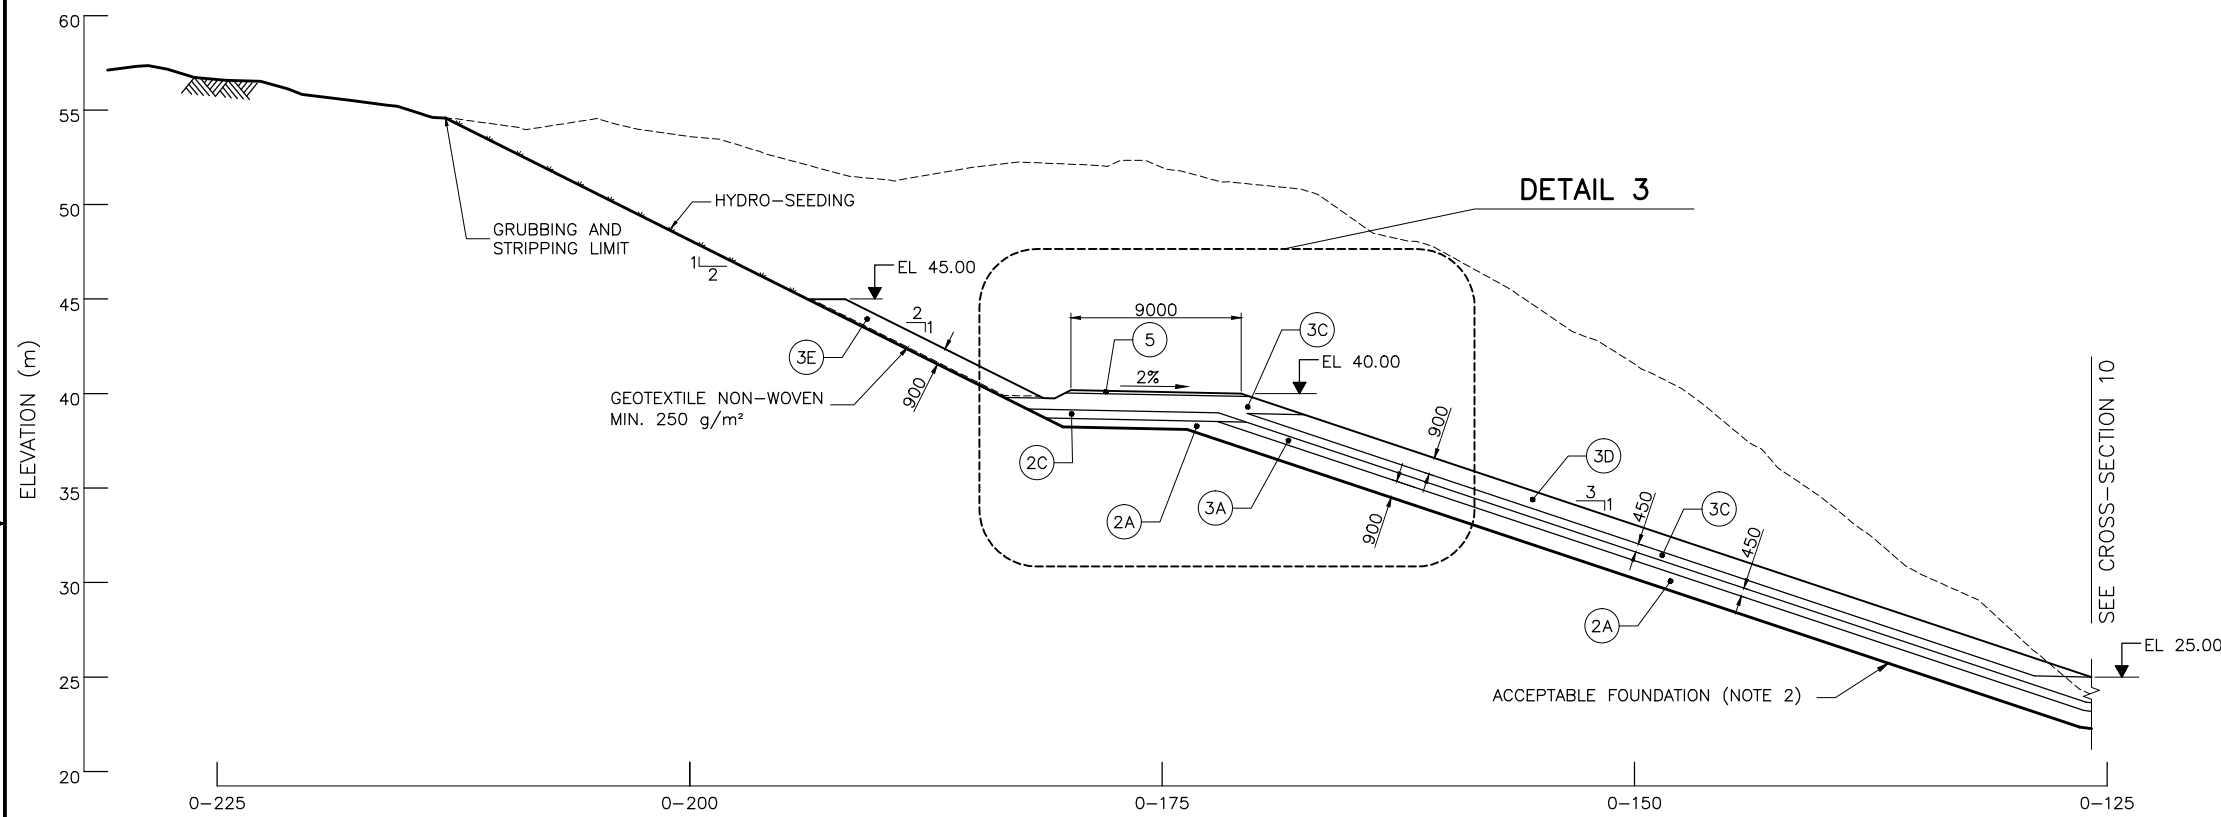 60
55
50
45
40
35
30
25
20
ELEVATION (m)
GRUBBING AND
STRIPPING LIMIT
HYDRO-SEEDING
1
2
EL 45.00
2
1
3E
GEOTEXTILE NON-WOVEN
MIN. 250 g/m²
900
DETAIL 3
9000
5
2%
3C
EL 40.00
2C
2A
3A
900
900
3D
3
1
450
3C
450
2A
ACCEPTABLE FOUNDATION (NOTE 2)
SEE CROSS-SECTION 10
EL 25.00
0-225
0-200
0-175
0-150
0-125